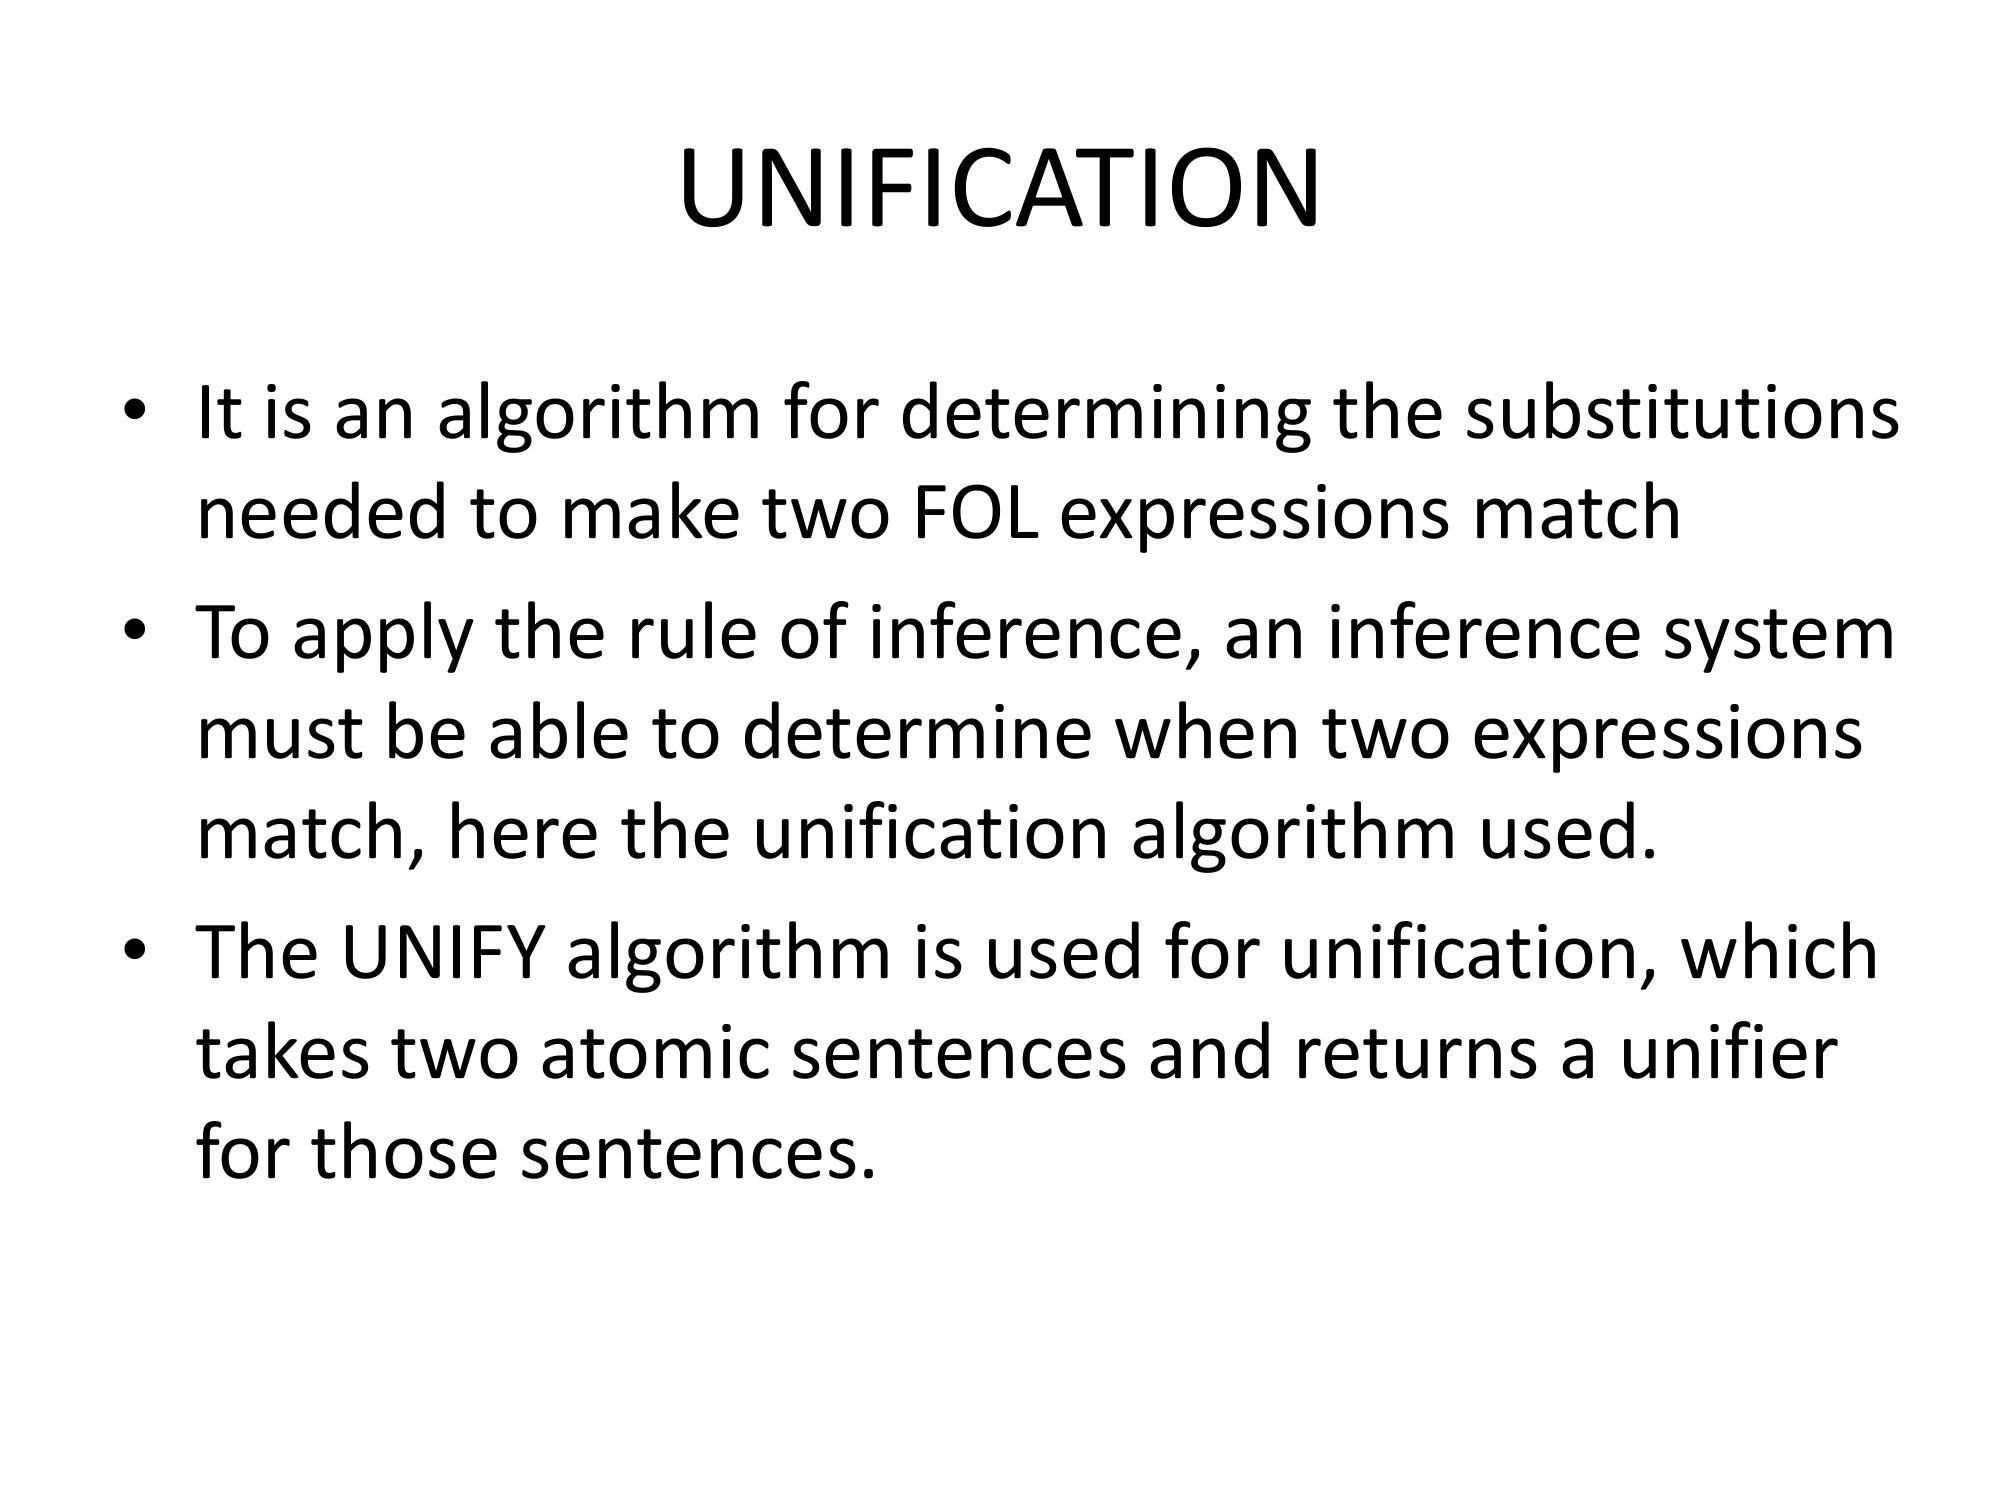 UNIFICATION
• It is an algorithm for determining the substitutions
needed to make two FOL expressions match
• To apply the rule of inference, an inference system
must be able to determine when two expressions
match, here the unification algorithm used.
• The UNIFY algorithm is used for unification, which
takes two atomic sentences and returns a unifier
for those sentences.